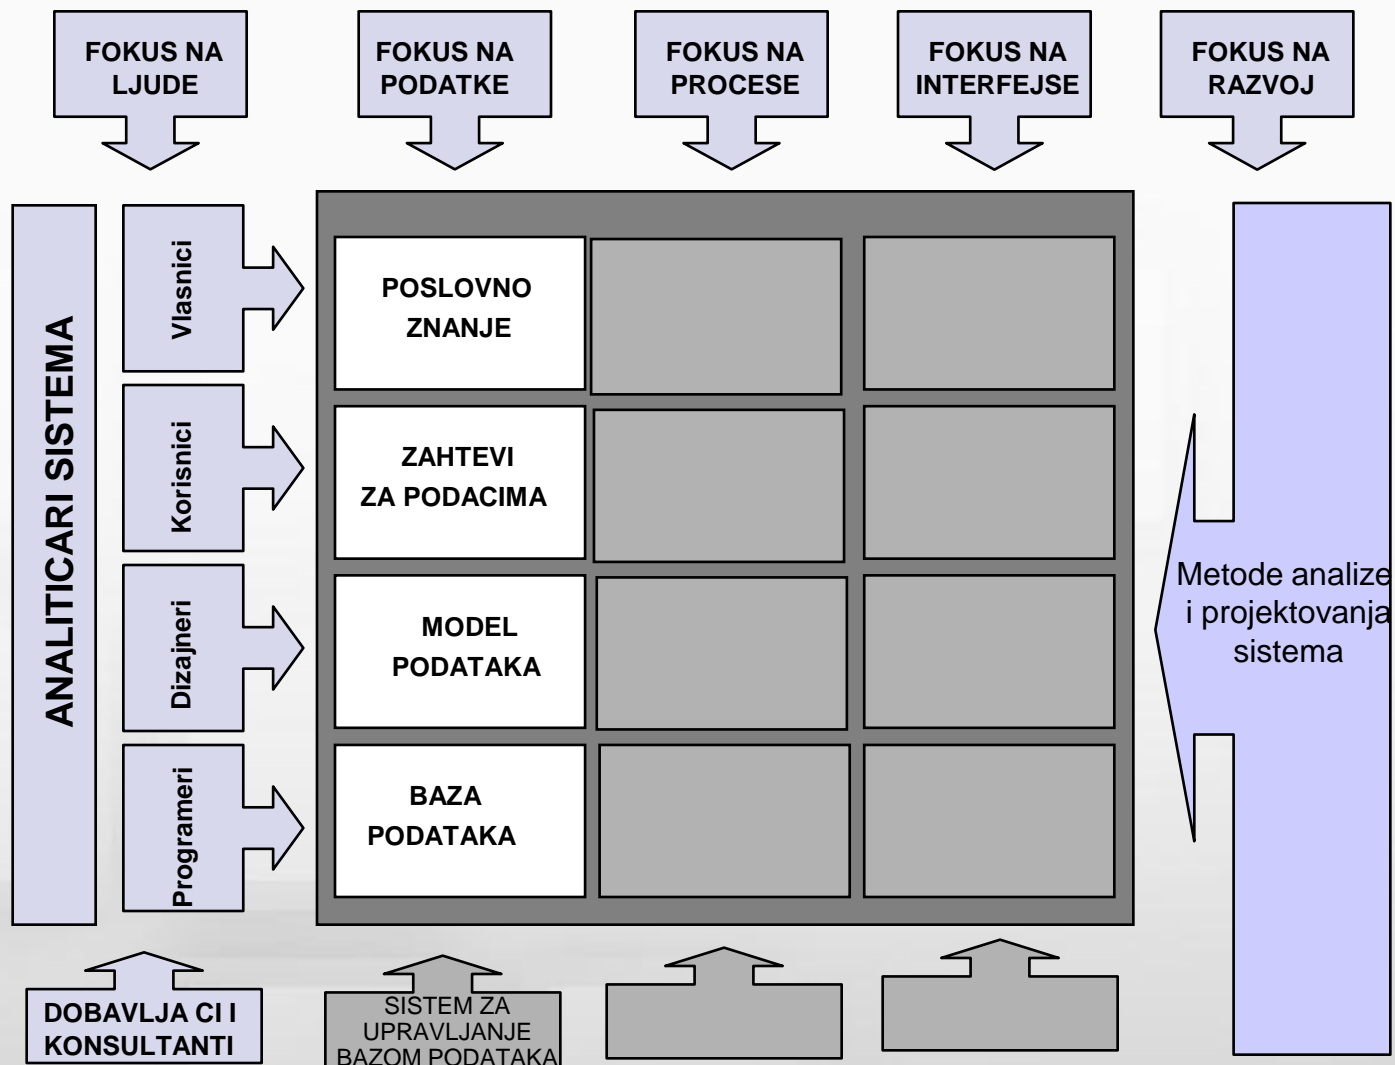 FOKUS NA
LJUDE
FOKUS NA
PODATKE
FOKUS NA
PROCESE
FOKUS NA
INTERFEJSE
FOKUS NA
RAZVOJ
ANALITICARI SISTEMA
Vlasnici
POSLOVNO
ZNANJE
Korisnici
ZAHTEVI
ZA PODACIMA
Dizajneri
MODEL
PODATAKA
Programeri
BAZA
PODATAKA
Metode analize
i projektovanja
sistema
DOBAVLJA CI I
KONSULTANTI
SISTEM ZA
UPRAVLJANJE
BAZOM PODATAKA